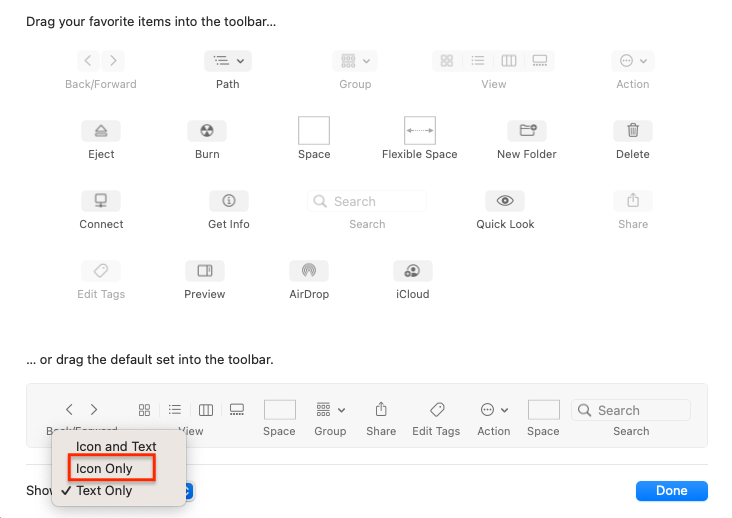 Drag your favorite items into the toolbar...
Back/Forward Path Group View Action
Eject Burn Space Flexible Space New Folder Delete
Search
Connect Get Info Search Quick Look Share
Edit Tags Preview AirDrop iCloud
... or drag the default set into the toolbar.
Search
Back/Forward View Space Group Share Edit Tags Action Space Search
Icon and Text
Icon Only
Text Only
Done